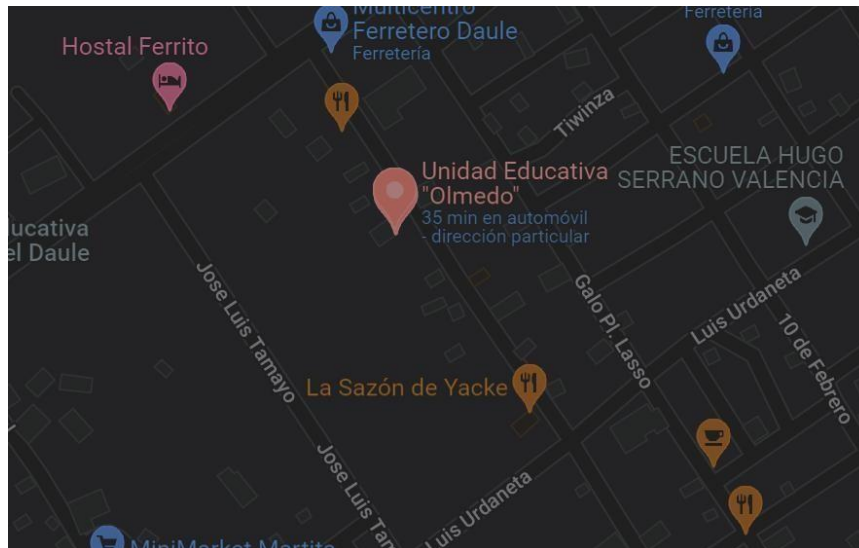 Multicentro
Ferretero Daule
Ferretería
Ferretería
Hostal Ferrito
Tiwinza
ESCUELA HUGO
SERRANO VALENCIA
Unidad Educativa
"Olmedo"
35 min en automóvil
- dirección particular
ucativa
el Daule
Jose Luis Tamayo
Galo Pl. Lasso
Luis Urdaneta
10 de Febrero
La Sazón de Yacke
Jose Luis Tan
Luis Urdaneta
MiniMarket Martita